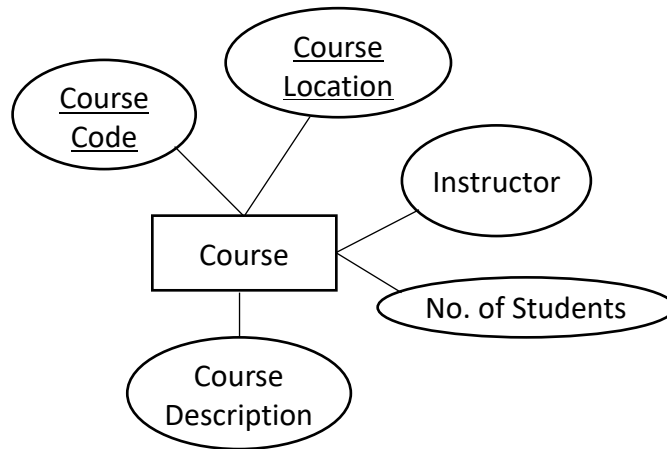 Course
Location
Course
Code
Instructor
Course
No. of Students
Course
Description